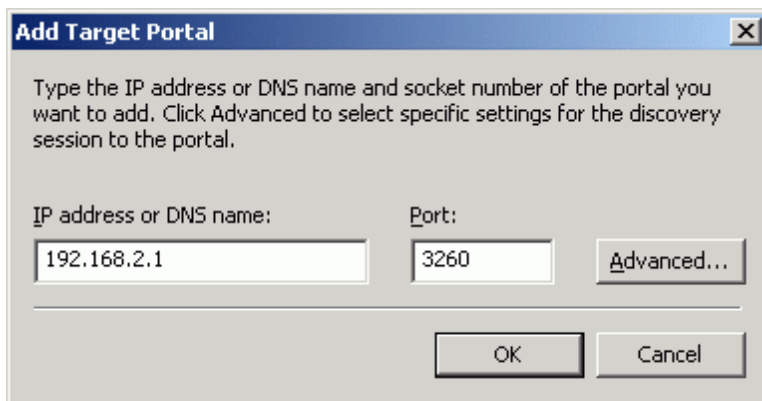 Add Target Portal
Type the IP address or DNS name and socket number of the portal you
want to add. Click Advanced to select specific settings for the discovery
session to the portal.
IP address or DNS name: Port:
192.168.2.1 3260 Advanced...
OK Cancel